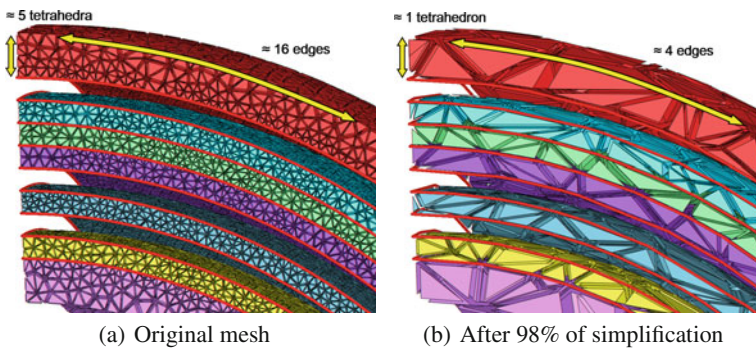 ≈ 5 tetrahedra
≈ 16 edges
≈ 1 tetrahedron
≈ 4 edges
(a) Original mesh
(b) After 98% of simplification